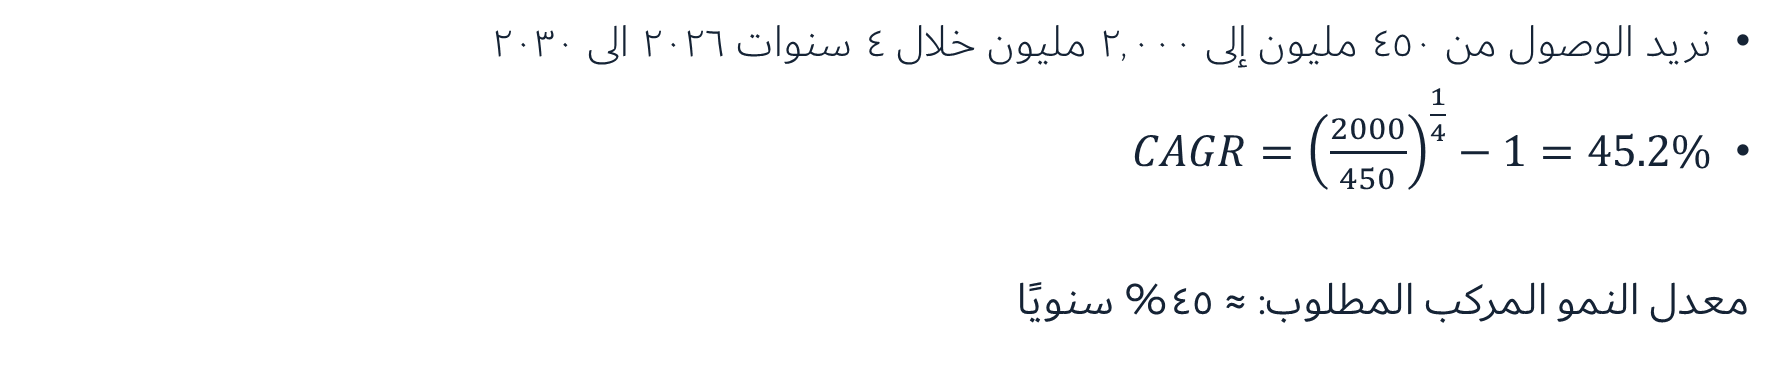 • نريد الوصول من ٤٥٠ مليون إلى ٢,٠٠٠ مليون خلال ٤ سنوات ٢٠٢٦ الى ٢٠٣٠
• CAGR = (2000/450)^(1/4) − 1 = 45.2%
معدل النمو المركب المطلوب: ≈ ٤٥% سنويًا